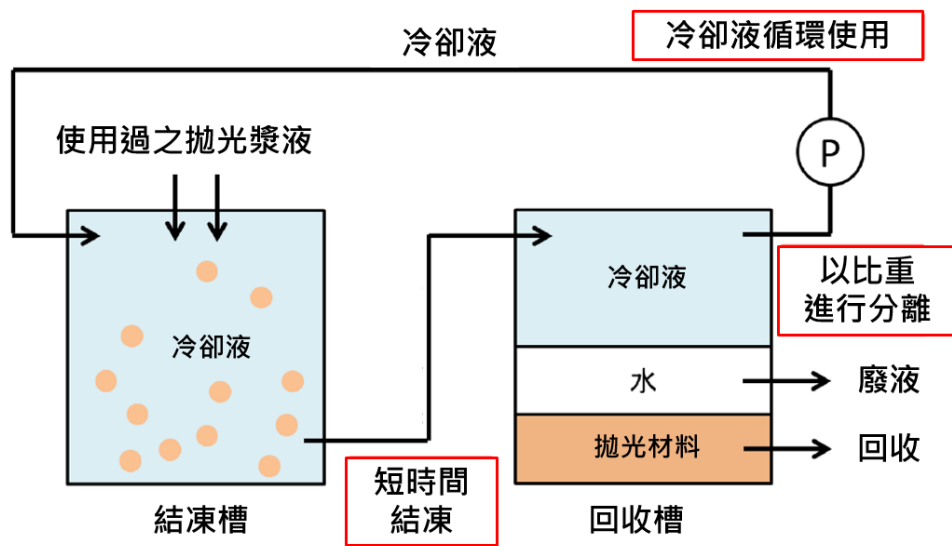 冷卻液
冷卻液循環使用
使用過之拋光漿液
P
冷卻液
冷卻液
以比重
進行分離
水
廢液
拋光材料
回收
短時間
結凍
結凍槽
回收槽